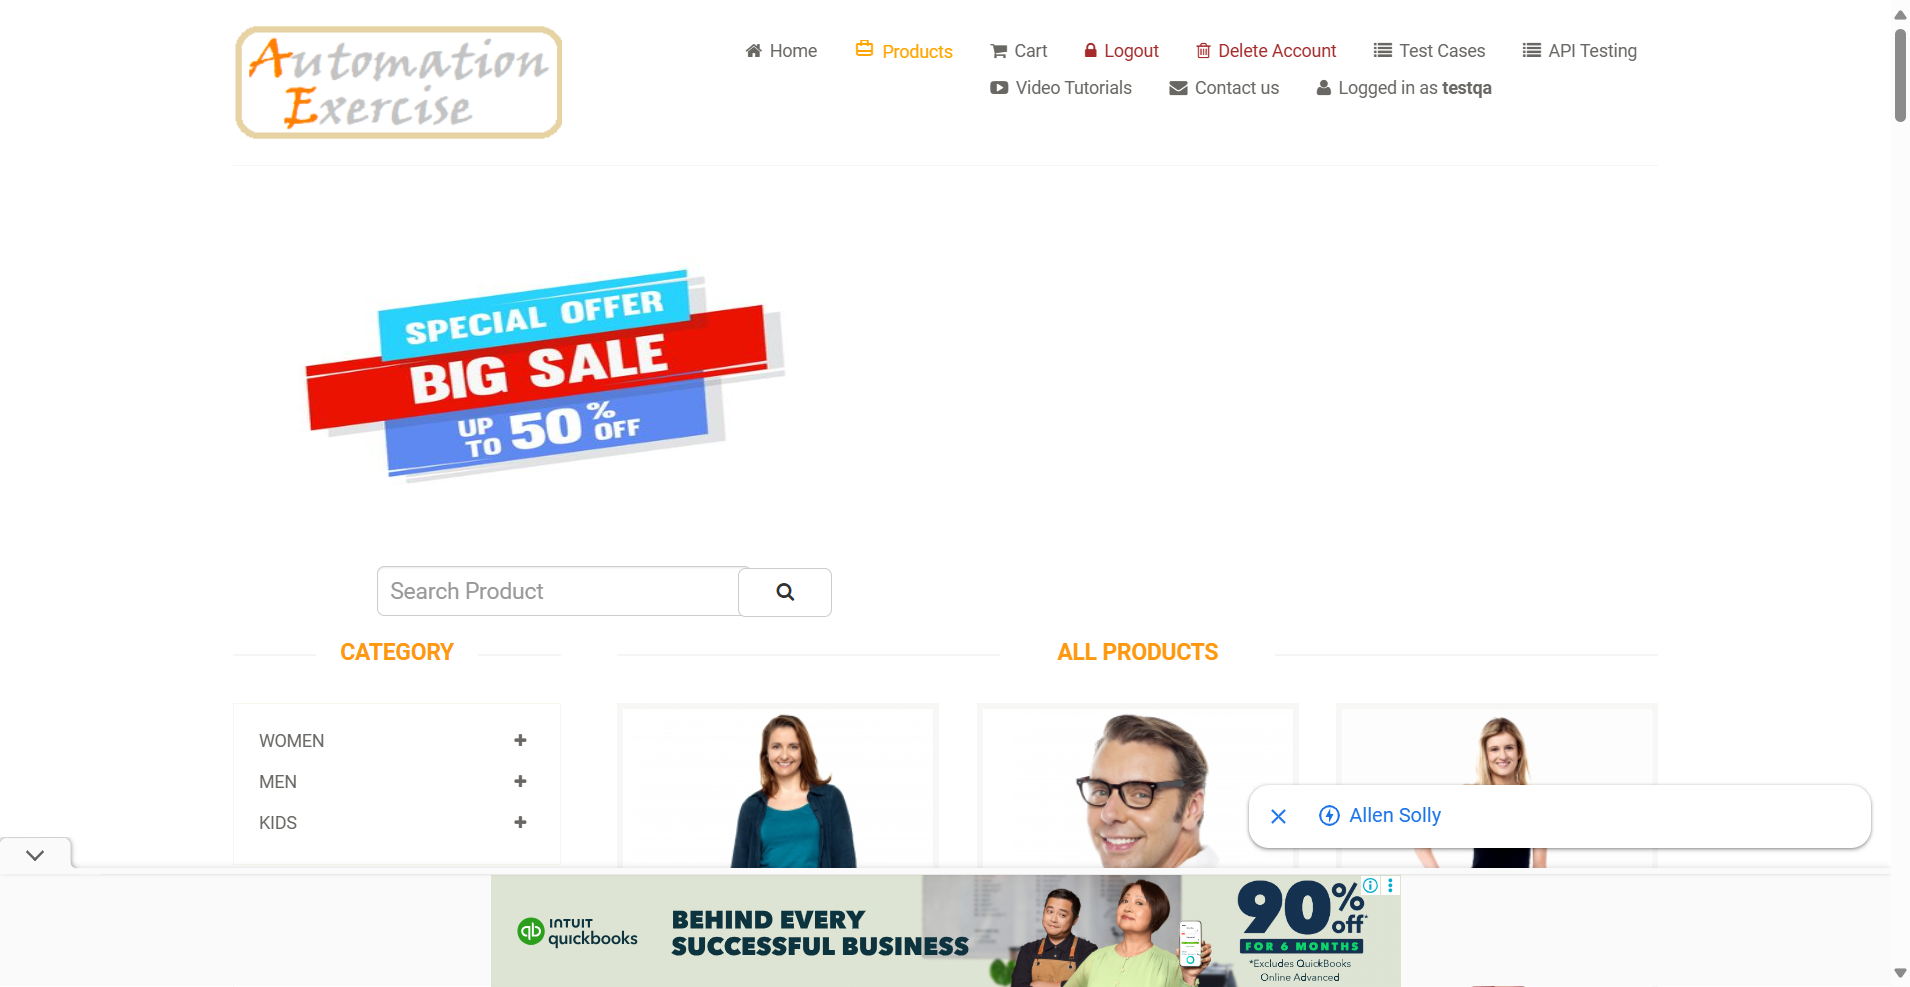 Automation
Exercise
Home
Products
Cart
Logout
Delete Account
Test Cases
API Testing
Video Tutorials
Contact us
Logged in as testqa
SPECIAL OFFER
BIG SALE
UP TO 50% OFF
Search Product
CATEGORY
ALL PRODUCTS
WOMEN
MEN
KIDS
Allen Solly
qb INTUIT
quickbooks
BEHIND EVERY
SUCCESSFUL BUSINESS
90% off*
FOR 6 MONTHS
*Excludes QuickBooks
Online Advanced